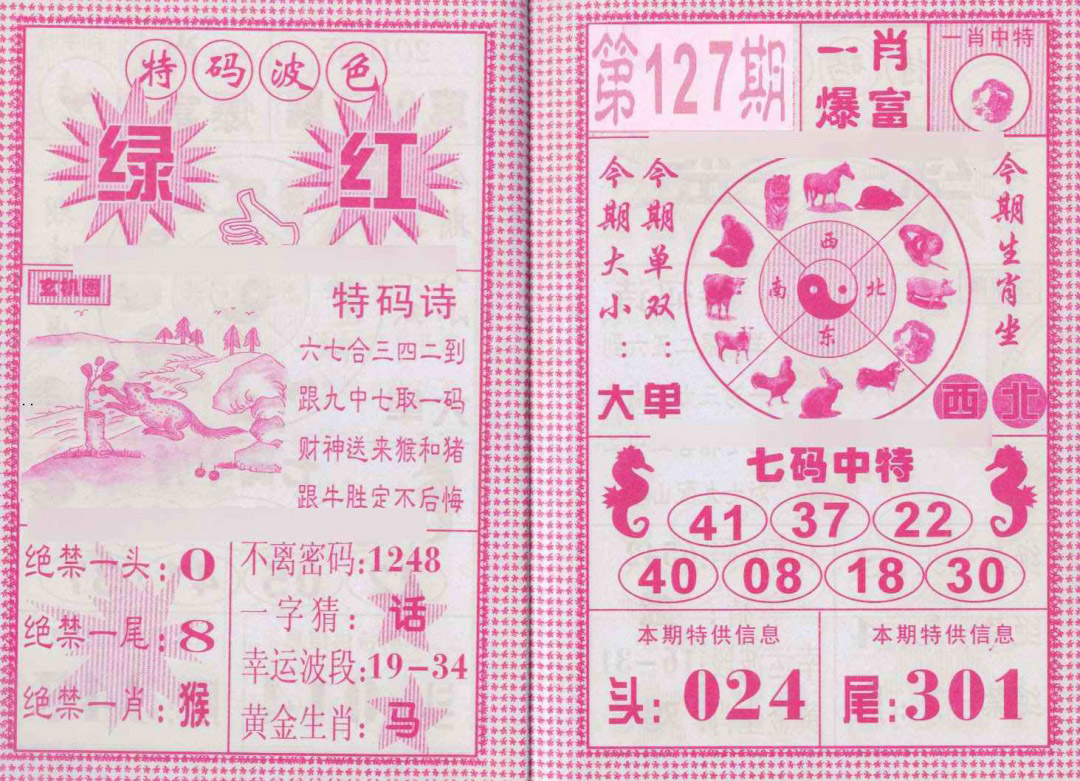 特码波色
绿 红
玄机图
特码诗
六七合三四二到
跟九中七取一码
财神送来猴和猪
跟牛胜定不后悔
绝禁一头:0
绝禁一尾:8
绝禁一肖:猴
不离密码:1248
一字猜:话
幸运波段:19-34
黄金生肖:马
第127期
一肖
爆富
一肖中特
今期大小:大
今期单双:单
西
南 北
东
今期生肖坐
西北
七码中特
41 37 22
40 08 18 30
本期特供信息
头:024
本期特供信息
尾:301